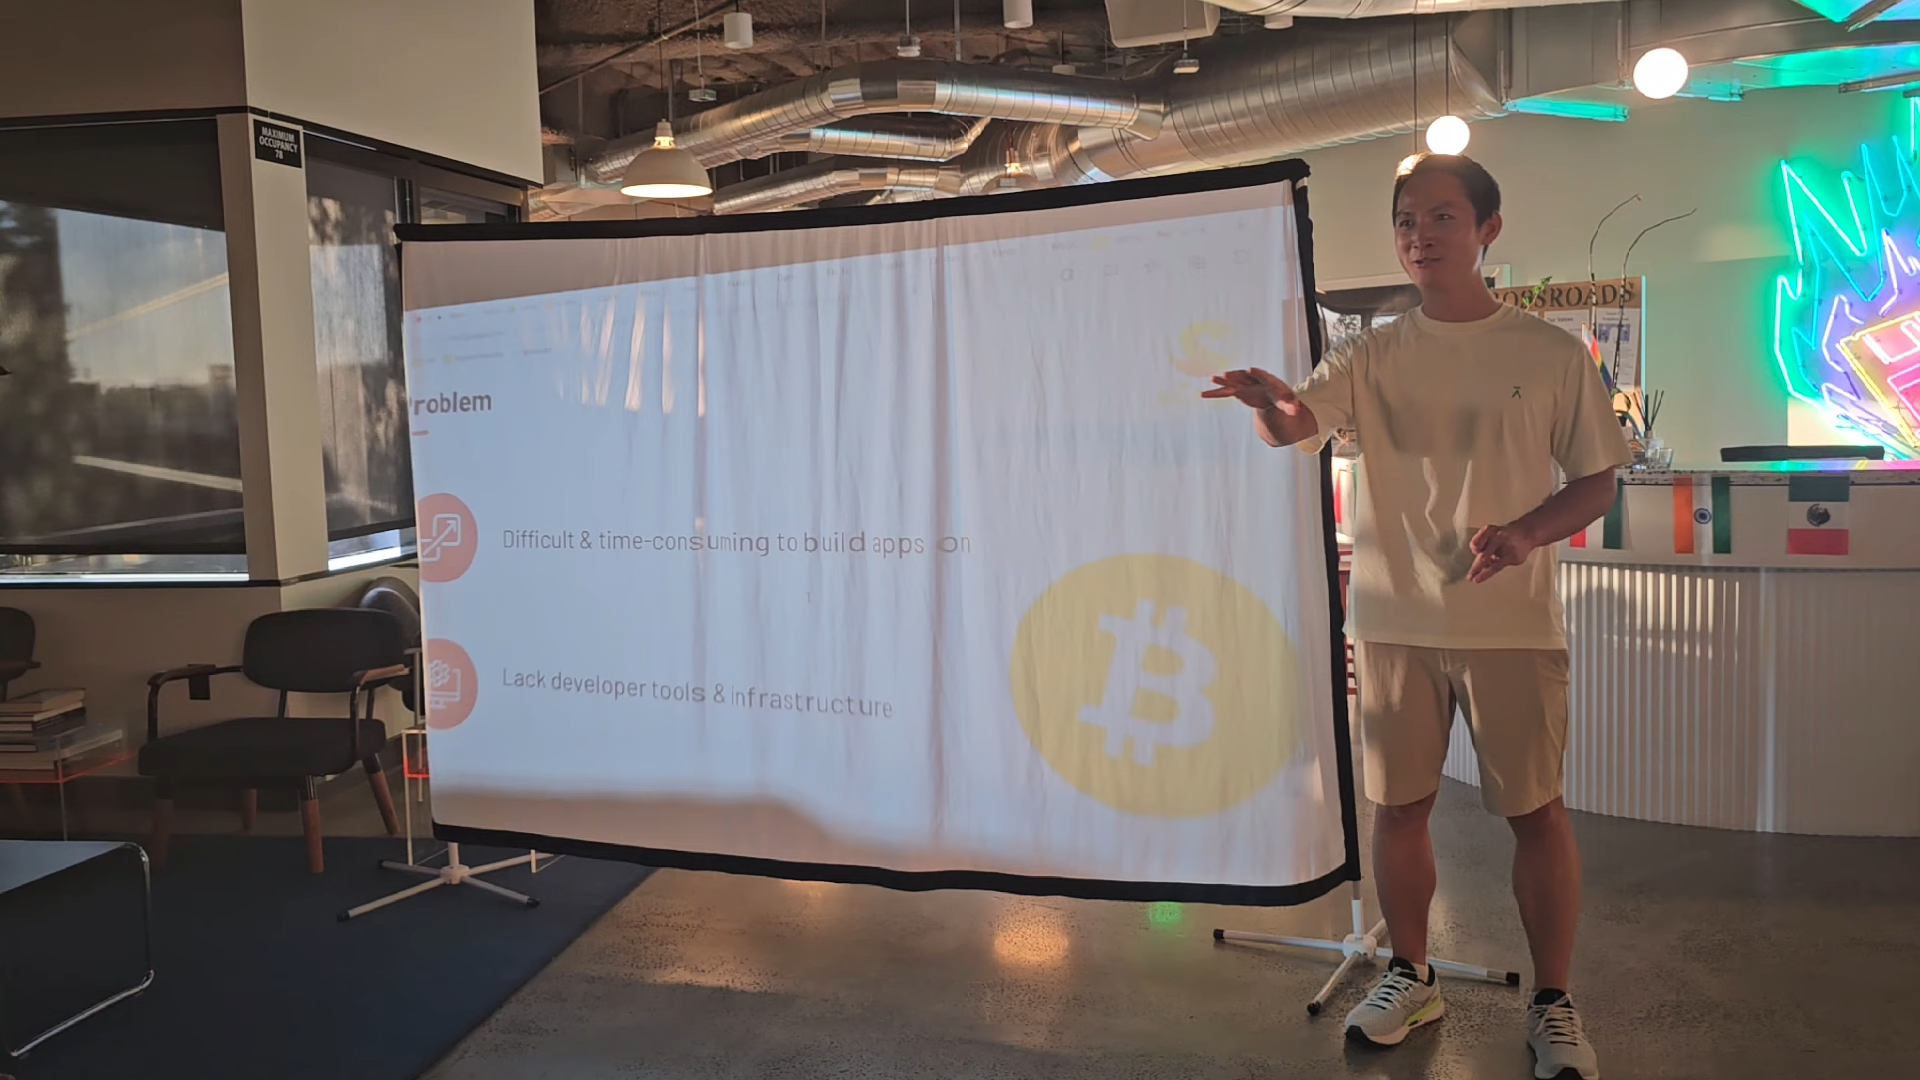 MAXIMUM
OCCUPANCY
78
OSSROADS
Problem
Difficult & time-consuming to build apps on
Lack developer tools & infrastructure